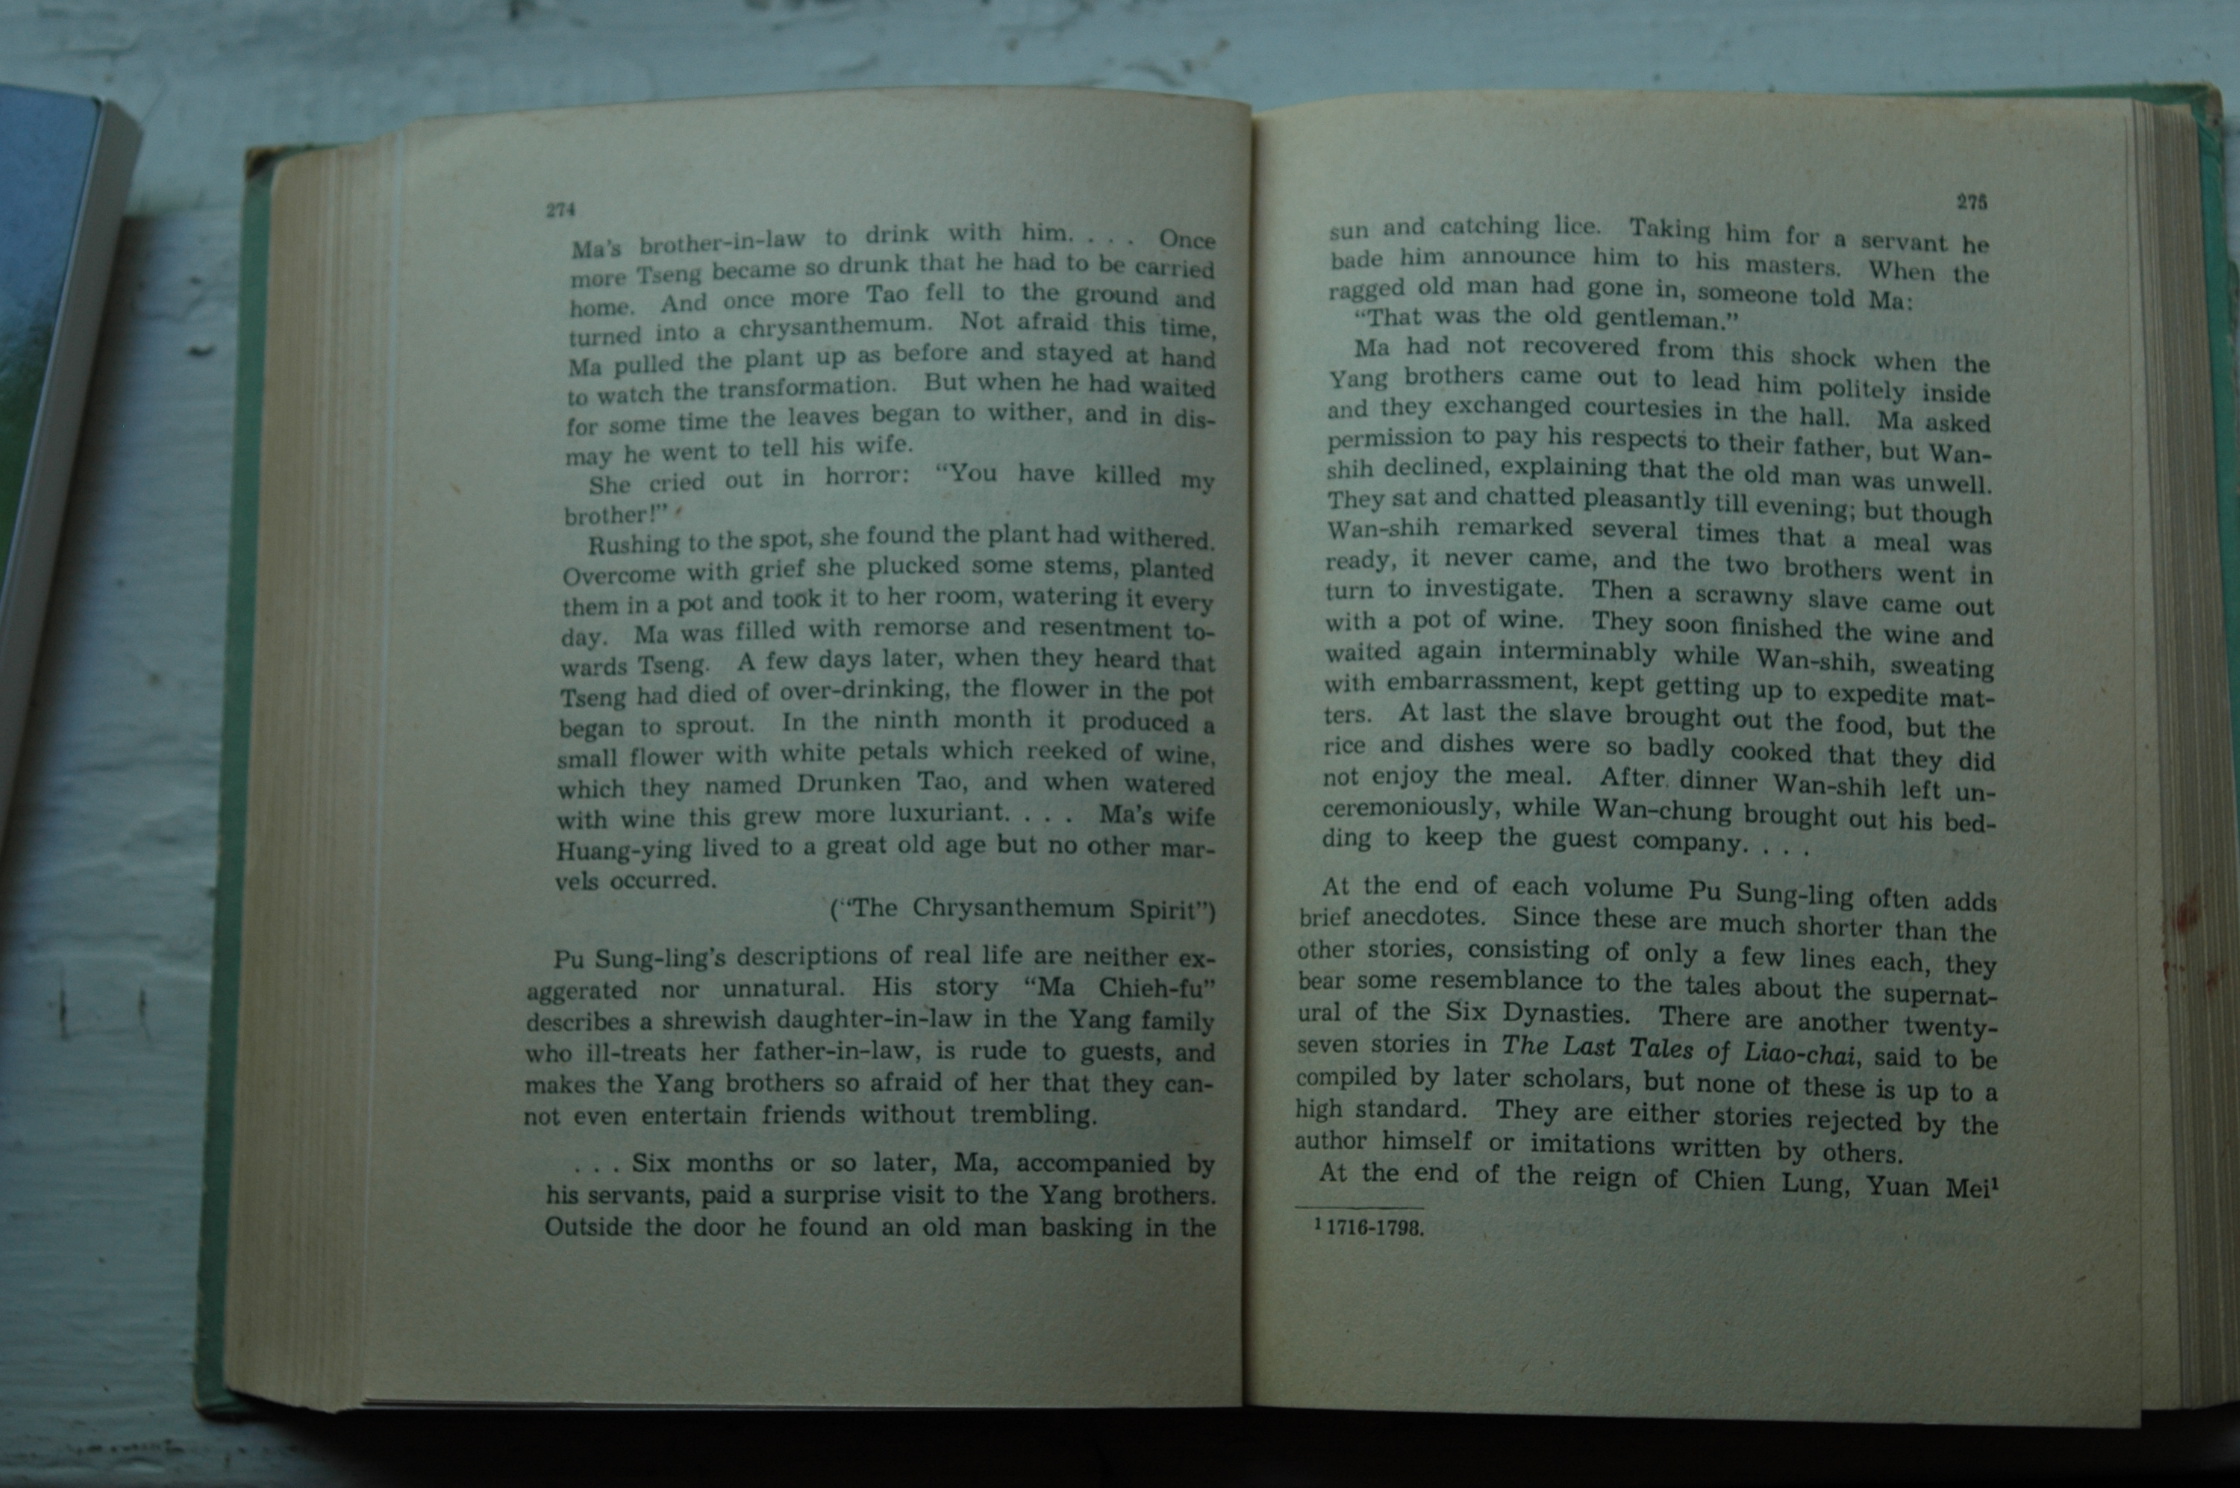 274
Ma's brother-in-law to drink with him. . . . Once
more Tseng became so drunk that he had to be carried
home. And once more Tao fell to the ground and
turned into a chrysanthemum. Not afraid this time,
Ma pulled the plant up as before and stayed at hand
to watch the transformation. But when he had waited
for some time the leaves began to wither, and in dis-
may he went to tell his wife.
She cried out in horror: “You have killed my
brother!”
Rushing to the spot, she found the plant had withered.
Overcome with grief she plucked some stems, planted
them in a pot and took it to her room, watering it every
day. Ma was filled with remorse and resentment to-
wards Tseng. A few days later, when they heard that
Tseng had died of over-drinking, the flower in the pot
began to sprout. In the ninth month it produced a
small flower with white petals which reeked of wine,
which they named Drunken Tao, and when watered
with wine this grew more luxuriant. . . . Ma's wife
Huang-ying lived to a great old age but no other mar-
vels occurred.
(“The Chrysanthemum Spirit”)
Pu Sung-ling's descriptions of real life are neither ex-
aggerated nor unnatural. His story “Ma Chieh-fu”
describes a shrewish daughter-in-law in the Yang family
who ill-treats her father-in-law, is rude to guests, and
makes the Yang brothers so afraid of her that they can-
not even entertain friends without trembling.
. . . Six months or so later, Ma, accompanied by
his servants, paid a surprise visit to the Yang brothers.
Outside the door he found an old man basking in the
275
sun and catching lice. Taking him for a servant he
bade him announce him to his masters. When the
ragged old man had gone in, someone told Ma:
“That was the old gentleman.”
Ma had not recovered from this shock when the
Yang brothers came out to lead him politely inside
and they exchanged courtesies in the hall. Ma asked
permission to pay his respects to their father, but Wan-
shih declined, explaining that the old man was unwell.
They sat and chatted pleasantly till evening; but though
Wan-shih remarked several times that a meal was
ready, it never came, and the two brothers went in
turn to investigate. Then a scrawny slave came out
with a pot of wine. They soon finished the wine and
waited again interminably while Wan-shih, sweating
with embarrassment, kept getting up to expedite mat-
ters. At last the slave brought out the food, but the
rice and dishes were so badly cooked that they did
not enjoy the meal. After dinner Wan-shih left un-
ceremoniously, while Wan-chung brought out his bed-
ding to keep the guest company. . . .
At the end of each volume Pu Sung-ling often adds
brief anecdotes. Since these are much shorter than the
other stories, consisting of only a few lines each, they
bear some resemblance to the tales about the supernat-
ural of the Six Dynasties. There are another twenty-
seven stories in The Last Tales of Liao-chai, said to be
compiled by later scholars, but none of these is up to a
high standard. They are either stories rejected by the
author himself or imitations written by others.
At the end of the reign of Chien Lung, Yuan Mei¹
¹ 1716-1798.